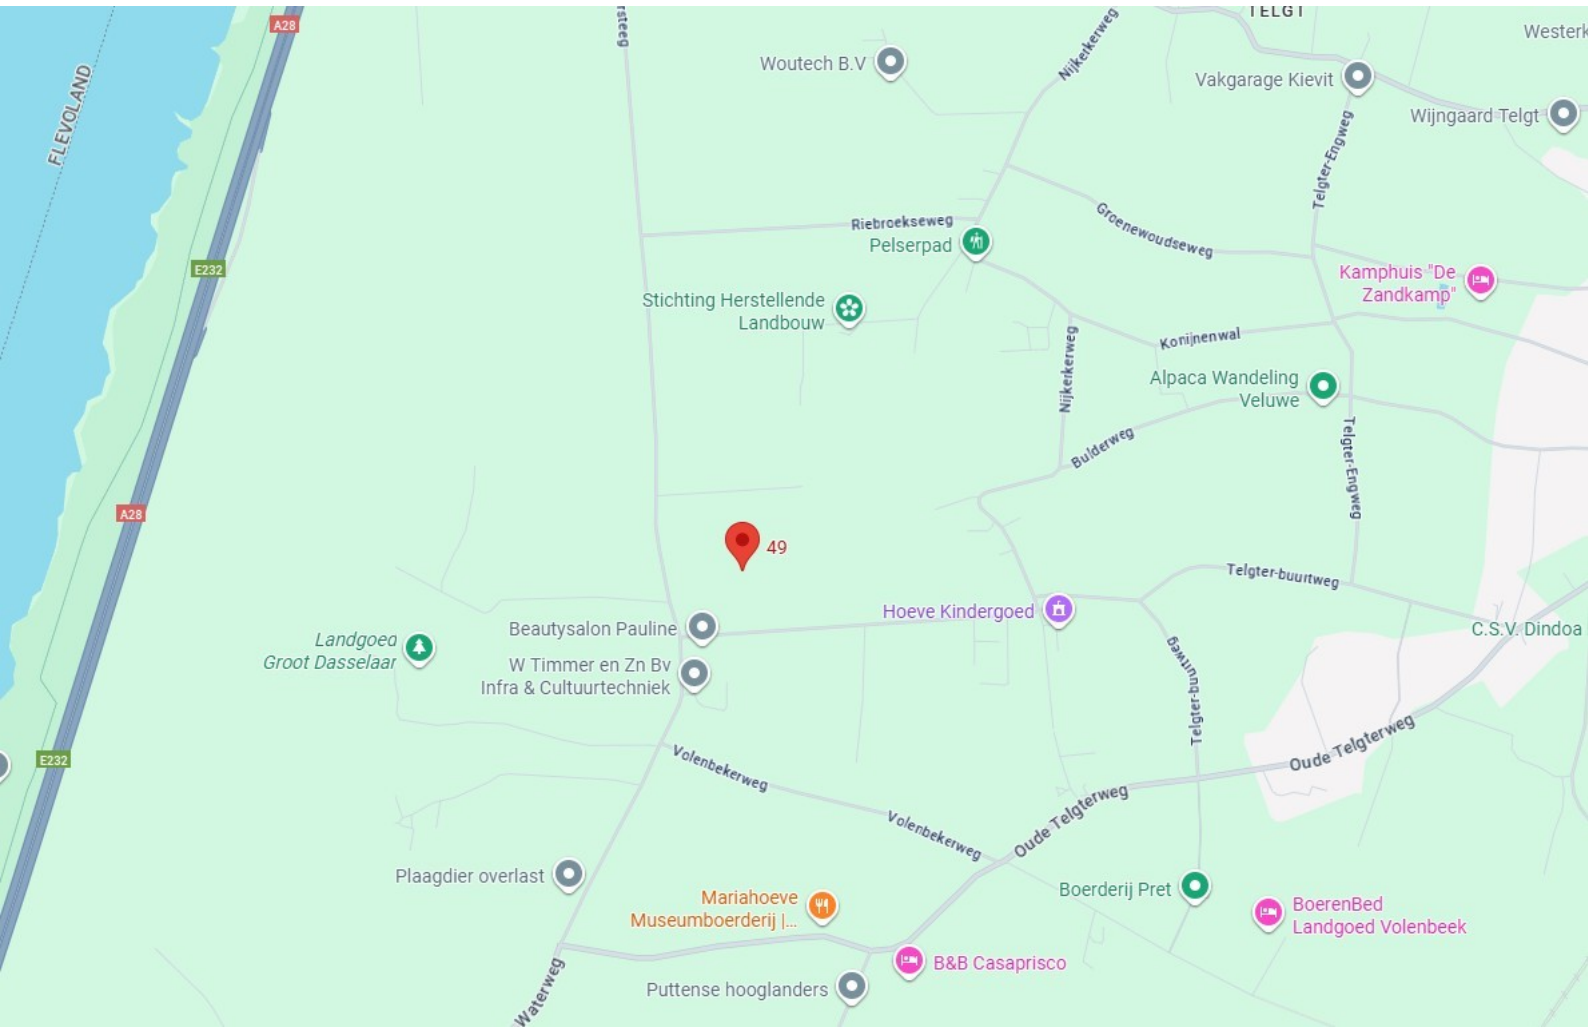 A28
rsteeg
TELGT
Westerk
Nijkerkerweg
Woutech B.V
Vakgarage Kievit
FLEVOLAND
Wijngaard Telgt
Telgter-Engweg
Riebroekseweg
Groenewoudseweg
Pelserpad
E232
Kamphuis "De
Zandkamp"
Stichting Herstellende
Landbouw
Konijnenwal
Nijkerkerweg
Alpaca Wandeling
Veluwe
Bulderweg
Telgter-Engweg
A28
49
Telgter-buurtweg
Hoeve Kindergoed
Beautysalon Pauline
C.S.V. Dindoa
Landgoed
Groot Dasselaar
W Timmer en Zn Bv
Infra & Cultuurtechniek
Telgter-buurtweg
Oude Telgterweg
E232
Volenbekerweg
Oude Telgterweg
Volenbekerweg
Plaagdier overlast
Boerderij Pret
Mariahoeve
Museumboerderij |...
BoerenBed
Landgoed Volenbeek
B&B Casaprisco
Waterweg
Puttense hooglanders